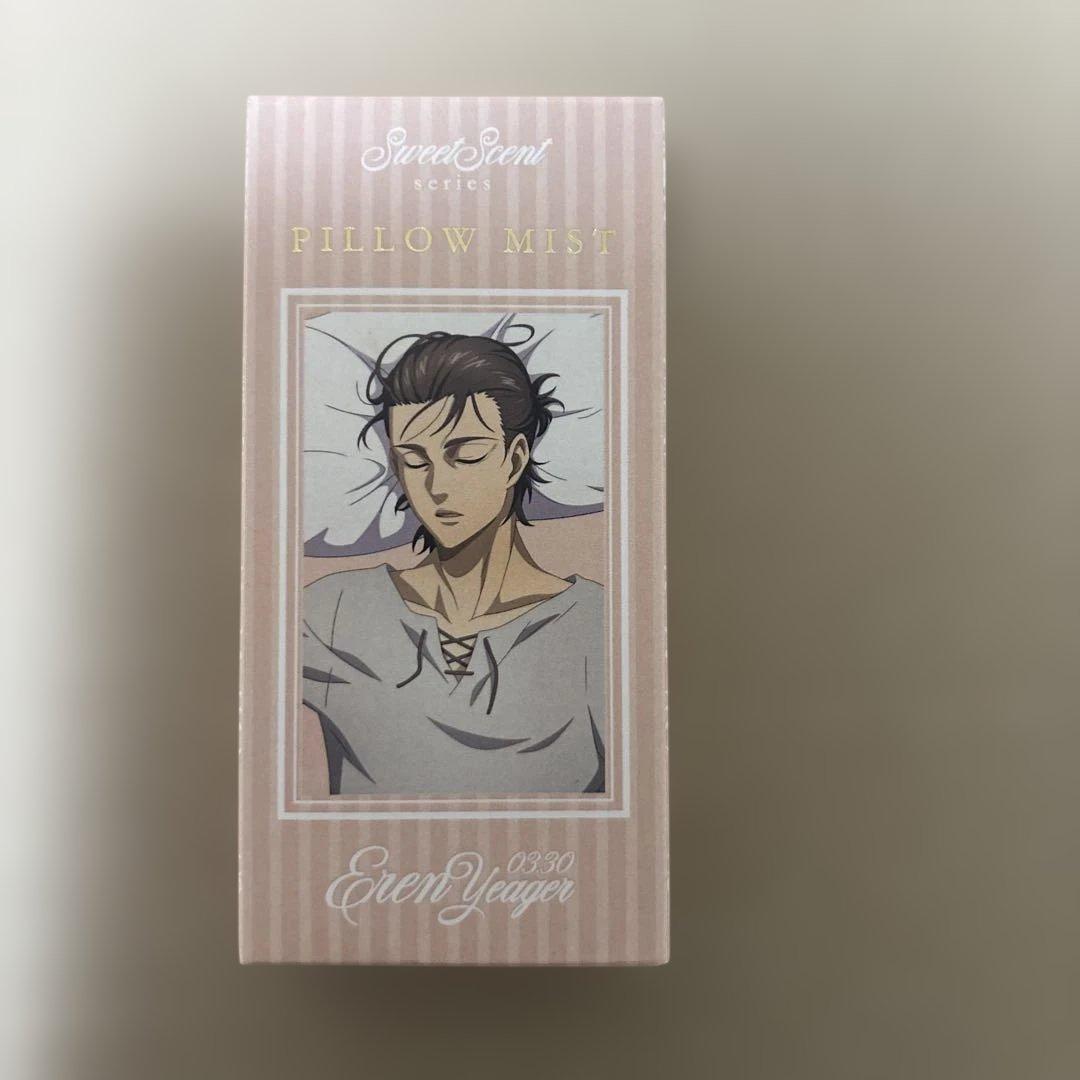 Sweet Scent
series
PILLOW MIST
03.30
Eren Yeager